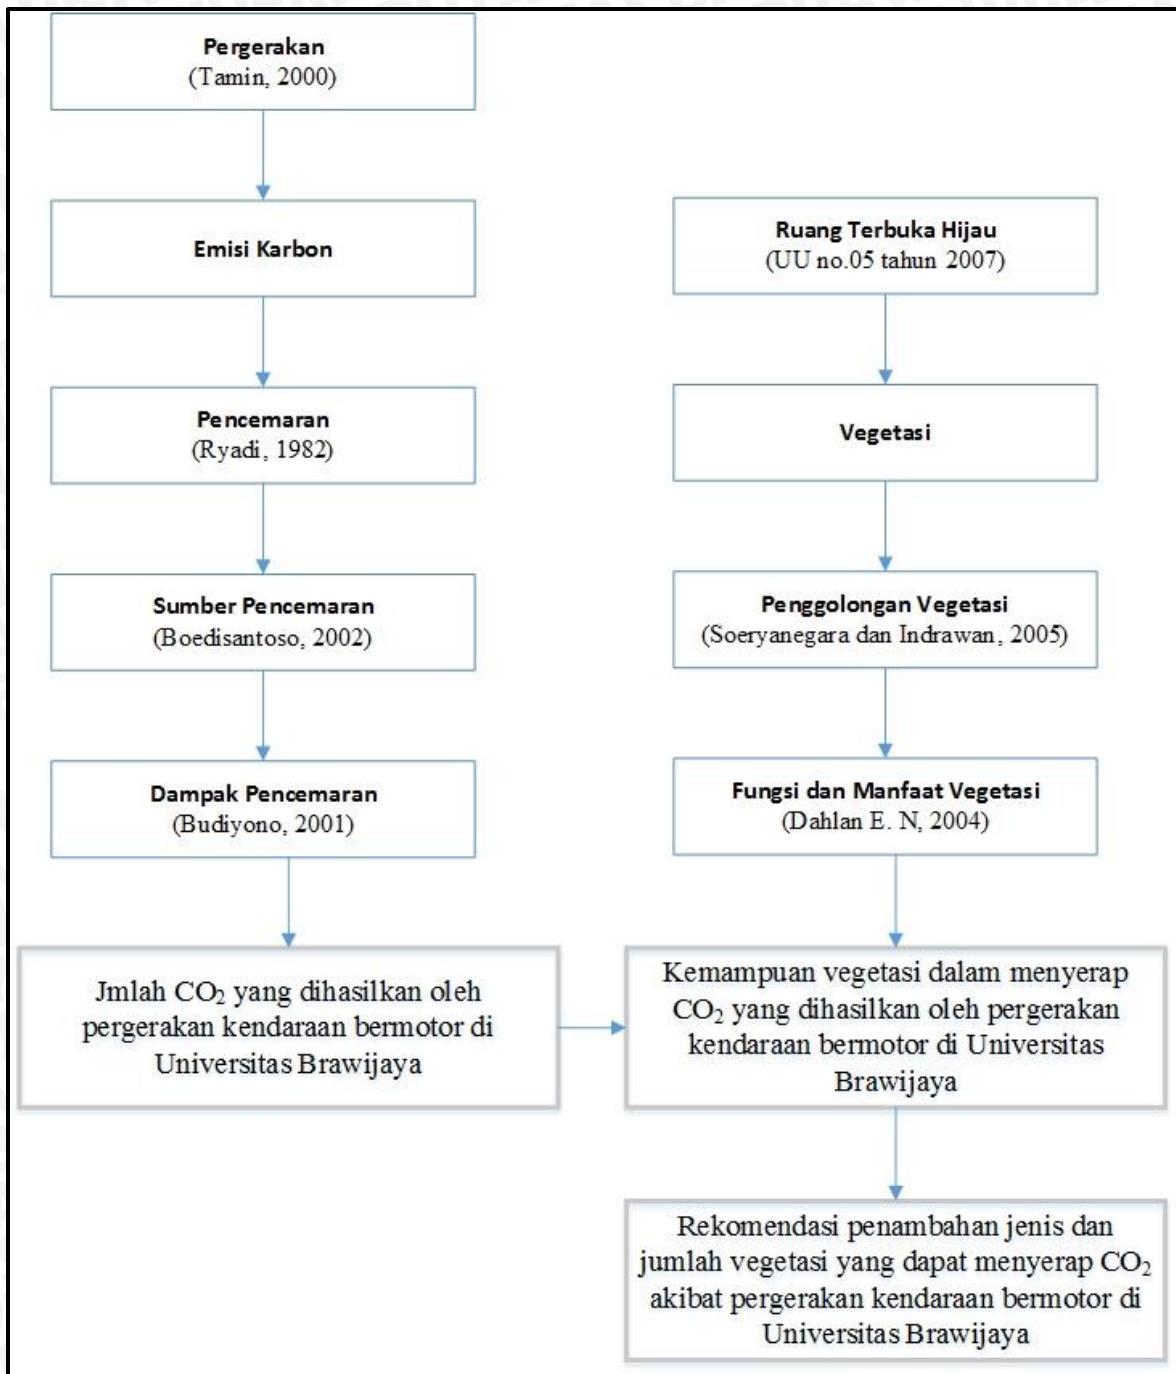 Pergerakan
(Tamin, 2000)
Emisi Karbon
Pencemaran
(Ryadi, 1982)
Sumber Pencemaran
(Boedisantoso, 2002)
Dampak Pencemaran
(Budiyono, 2001)
Jmlah CO₂ yang dihasilkan oleh
pergerakan kendaraan bermotor di
Universitas Brawijaya
Ruang Terbuka Hijau
(UU no.05 tahun 2007)
Vegetasi
Penggolongan Vegetasi
(Soeryanegara dan Indrawan, 2005)
Fungsi dan Manfaat Vegetasi
(Dahlan E. N, 2004)
Kemampuan vegetasi dalam menyerap
CO₂ yang dihasilkan oleh pergerakan
kendaraan bermotor di Universitas
Brawijaya
Rekomendasi penambahan jenis dan
jumlah vegetasi yang dapat menyerap CO₂
akibat pergerakan kendaraan bermotor di
Universitas Brawijaya